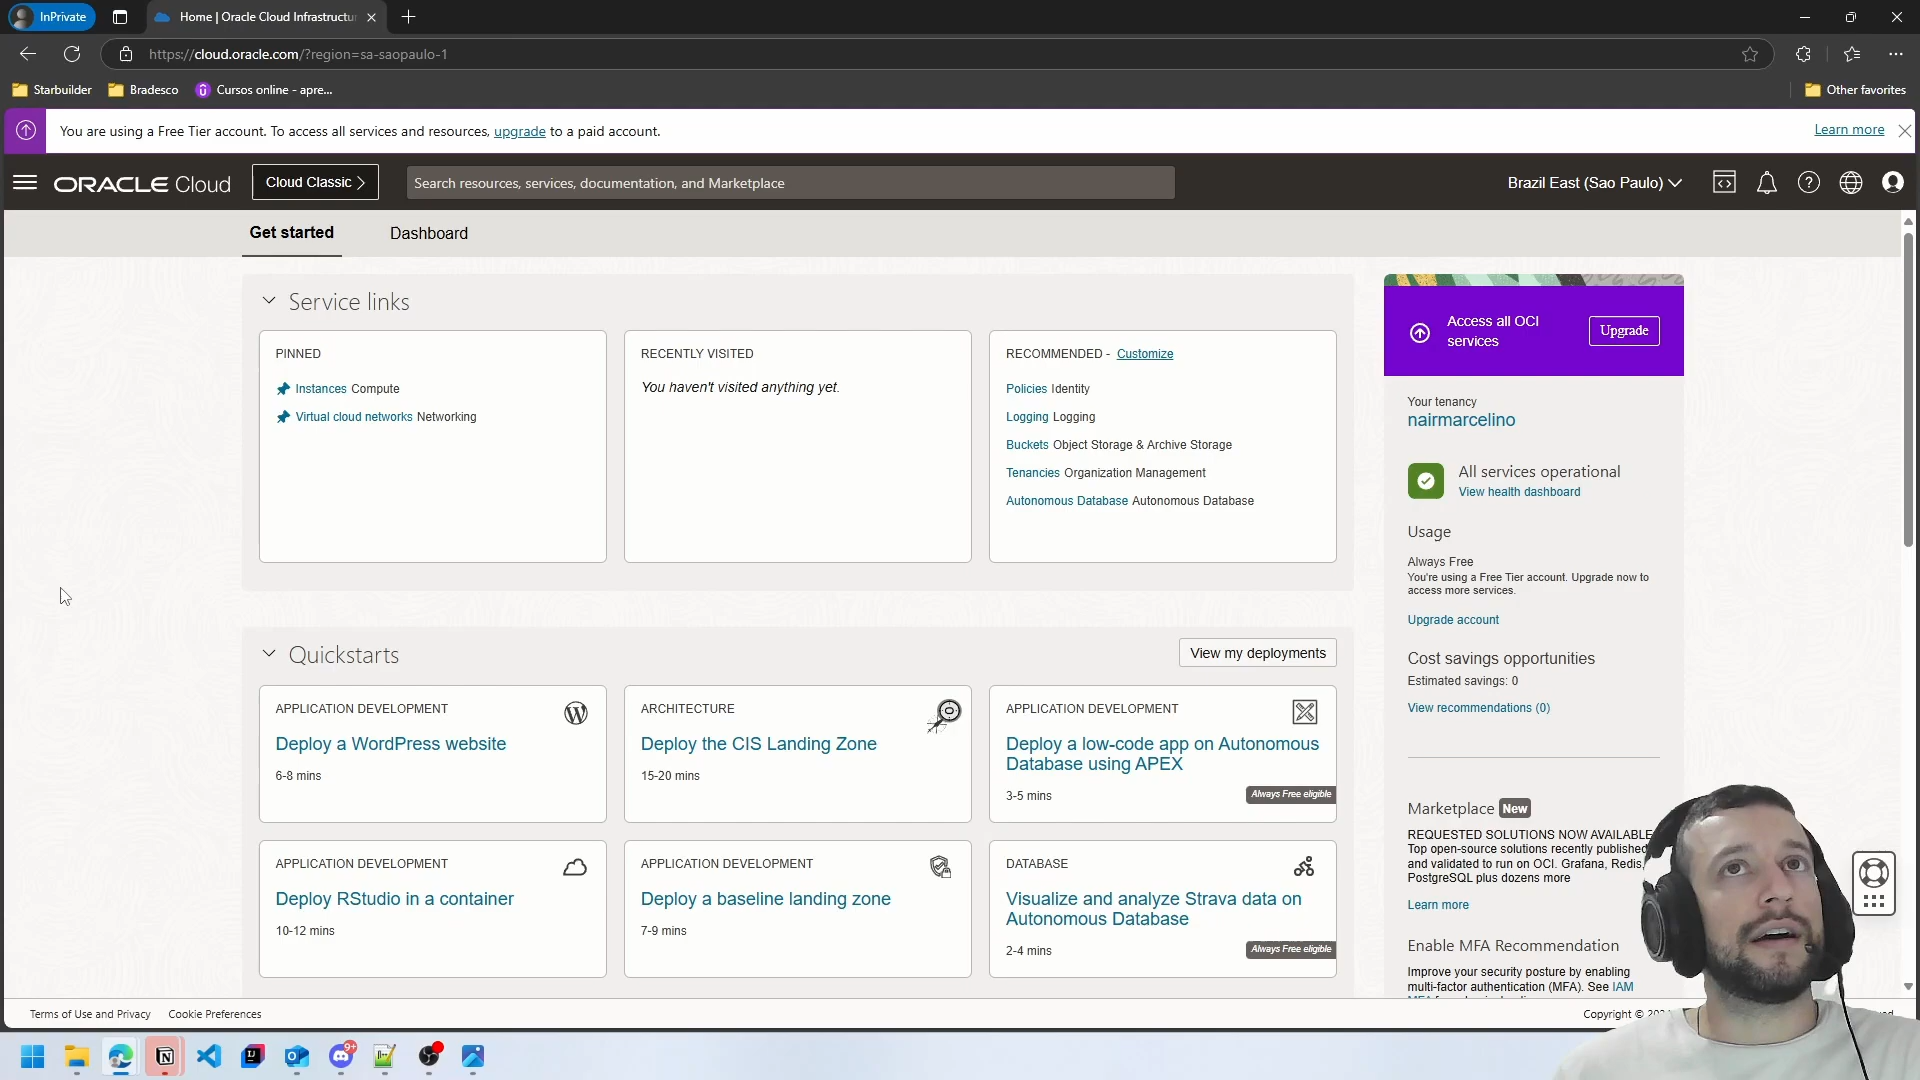 InPrivate
Home | Oracle Cloud Infrastructur
https://cloud.oracle.com/?region=sa-saopaulo-1
Starbuilder
Bradesco
Cursos online - apre...
Other favorites
You are using a Free Tier account. To access all services and resources, upgrade to a paid account.
Learn more
ORACLE Cloud
Cloud Classic
Search resources, services, documentation, and Marketplace
Brazil East (Sao Paulo)
Get started
Dashboard
Service links
PINNED
Instances Compute
Virtual cloud networks Networking
RECENTLY VISITED
You haven't visited anything yet.
RECOMMENDED - Customize
Policies Identity
Logging Logging
Buckets Object Storage & Archive Storage
Tenancies Organization Management
Autonomous Database Autonomous Database
Access all OCI
services
Upgrade
Your tenancy
nairmarcelino
All services operational
View health dashboard
Usage
Always Free
You're using a Free Tier account. Upgrade now to
access more services.
Upgrade account
Cost savings opportunities
Estimated savings: 0
View recommendations (0)
Quickstarts
View my deployments
APPLICATION DEVELOPMENT
Deploy a WordPress website
6-8 mins
ARCHITECTURE
Deploy the CIS Landing Zone
15-20 mins
APPLICATION DEVELOPMENT
Deploy a low-code app on Autonomous
Database using APEX
3-5 mins
Always Free eligible
APPLICATION DEVELOPMENT
Deploy RStudio in a container
10-12 mins
APPLICATION DEVELOPMENT
Deploy a baseline landing zone
7-9 mins
DATABASE
Visualize and analyze Strava data on
Autonomous Database
2-4 mins
Always Free eligible
Marketplace New
REQUESTED SOLUTIONS NOW AVAILABLE
Top open-source solutions recently published
and validated to run on OCI. Grafana, Redis,
PostgreSQL plus dozens more
Learn more
Enable MFA Recommendation
Improve your security posture by enabling
multi-factor authentication (MFA). See IAM
Terms of Use and Privacy
Cookie Preferences
Copyright ©
9+